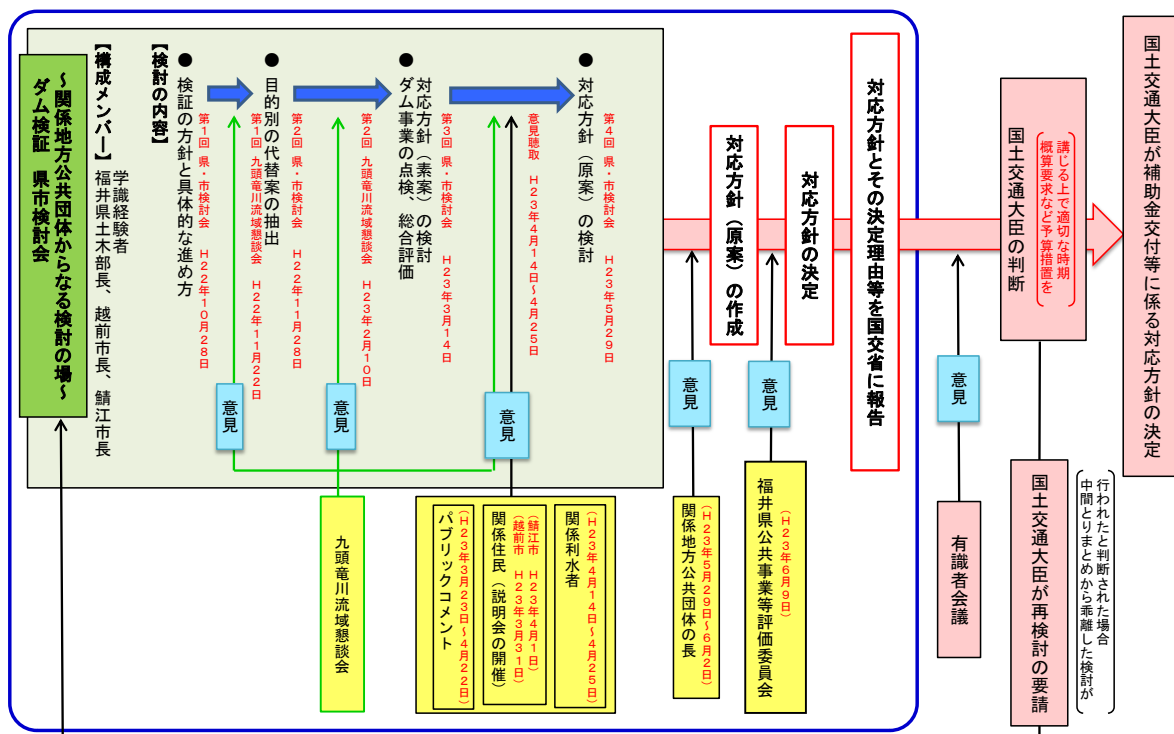 ～関係地方公共団体からなる検討の場～
ダム検証　県市検討会
【構成メンバー】
学識経験者
福井県土木部長、越前市長、鯖江市長
【検討の内容】
● 検証の方針と具体的な進め方
第１回 県・市検討会　Ｈ２２年１０月２８日
第１回 九頭竜川流域懇談会　Ｈ２２年１１月２２日
● 目的別の代替案の抽出
第２回 県・市検討会　Ｈ２２年１１月２８日
第２回 九頭竜川流域懇談会　Ｈ２３年２月１０日
● 対応方針（素案）の検討
ダム事業の点検、総合評価
第３回 県・市検討会　Ｈ２３年３月１４日
意見聴取　Ｈ２３年４月１４日～４月２５日
● 対応方針（原案）の検討
第４回 県・市検討会　Ｈ２３年５月２９日
意見
意見
意見
九頭竜川流域懇談会
パブリックコメント
（Ｈ２３年３月２３日～４月２２日）
関係住民（説明会の開催）
（越前市　Ｈ２３年３月３１日）
（鯖江市　Ｈ２３年４月１日）
関係利水者
（Ｈ２３年４月１４日～４月２５日）
対応方針（原案）の作成
意見
関係地方公共団体の長
（Ｈ２３年５月２９日～６月２日）
対応方針の決定
意見
福井県公共事業等評価委員会
（Ｈ２３年６月９日）
対応方針とその決定理由等を国交省に報告
意見
有識者会議
国土交通大臣の判断
（概算要求など予算措置を
講じる上で適切な時期）
国土交通大臣が再検討の要請
（中間とりまとめから乖離した検討が
行われたと判断された場合）
国土交通大臣が補助金交付等に係る対応方針の決定